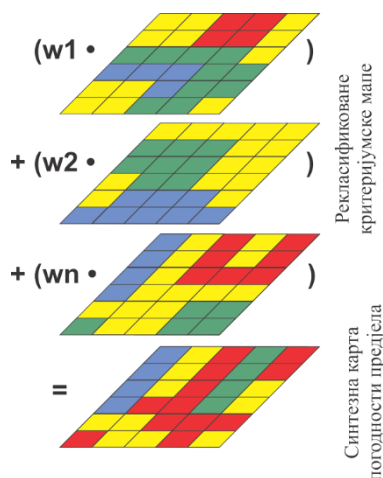 (w1 • )
+ (w2 • )
+ (wn • )
=
Рекласификоване
критеријумске мапе
Синтезна карта
погодности предјела